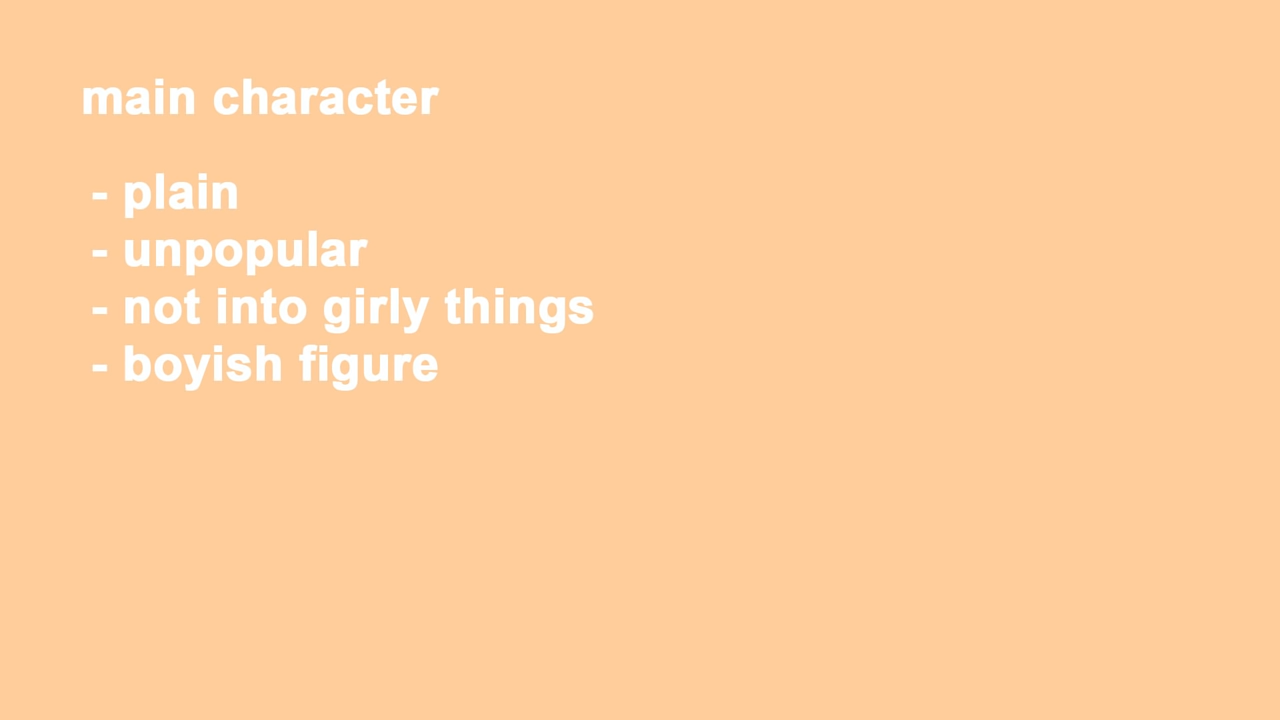 main character
- plain
- unpopular
- not into girly things
- boyish figure